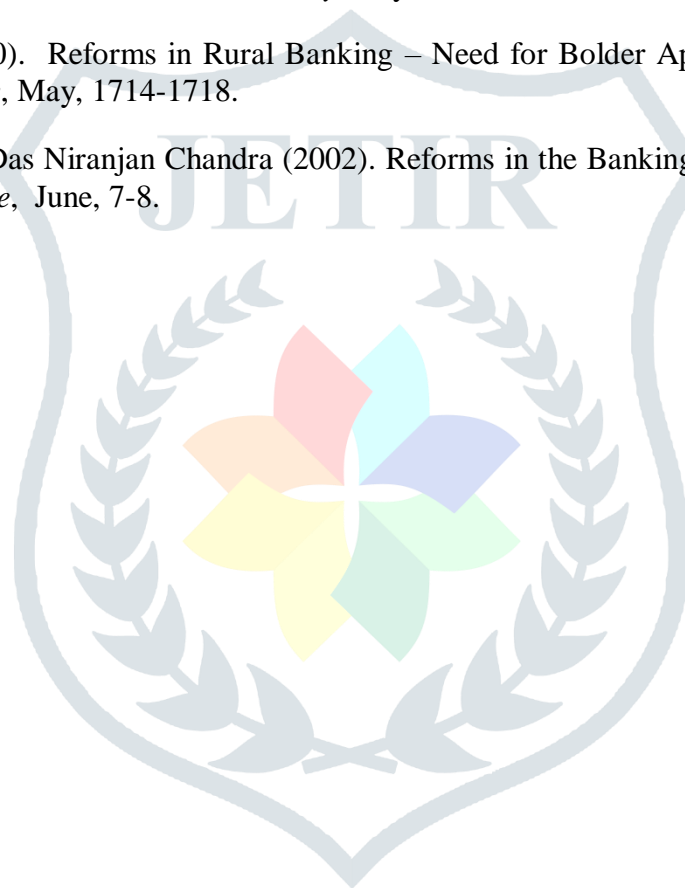 0). Reforms in Rural Banking – Need for Bolder Ap
, May, 1714-1718.
JETIR
Das Niranjan Chandra (2002). Reforms in the Banking
e, June, 7-8.